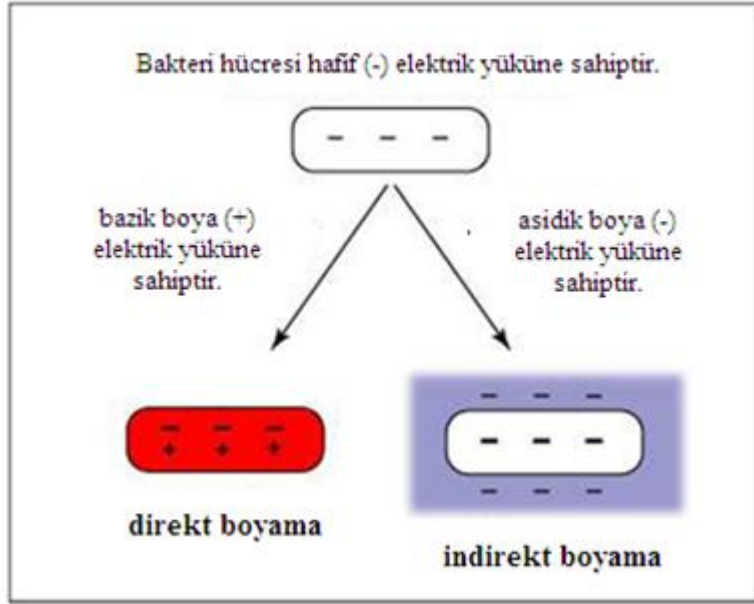 Bakteri hücresi hafif (-) elektrik yüküne sahiptir.
- - -
bazik boya (+)
elektrik yüküne
sahiptir.
asidik boya (-)
elektrik yüküne
sahiptir.
- - -
+ + +
direkt boyama
- - -
- - -
- - -
indirekt boyama